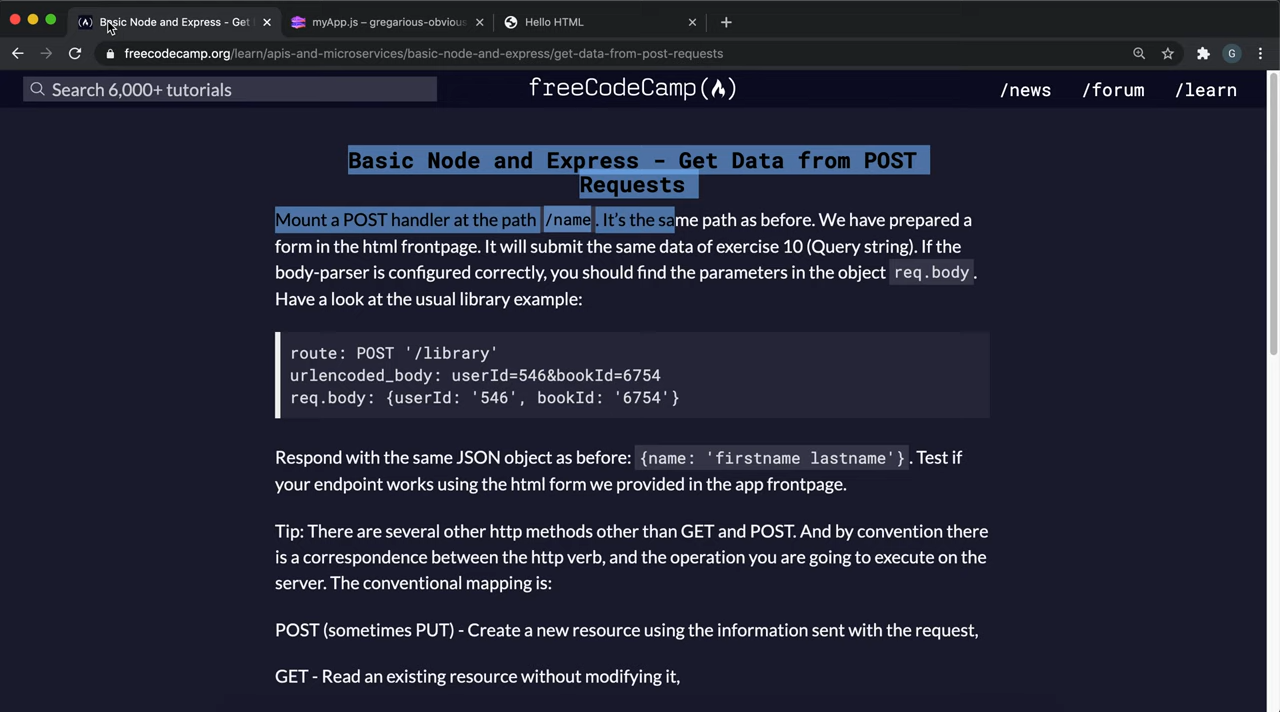 Basic Node and Express - Get
myApp.js – gregarious-obvious
Hello HTML
freecodecamp.org/learn/apis-and-microservices/basic-node-and-express/get-data-from-post-requests
G
Search 6,000+ tutorials
freeCodeCamp
/news
/forum
/learn
Basic Node and Express - Get Data from POST
Requests
Mount a POST handler at the path /name . It’s the same path as before. We have prepared a
form in the html frontpage. It will submit the same data of exercise 10 (Query string). If the
body-parser is configured correctly, you should find the parameters in the object req.body .
Have a look at the usual library example:
route: POST '/library'
urlencoded_body: userId=546&bookId=6754
req.body: {userId: '546', bookId: '6754'}
Respond with the same JSON object as before: {name: 'firstname lastname'} . Test if
your endpoint works using the html form we provided in the app frontpage.
Tip: There are several other http methods other than GET and POST. And by convention there
is a correspondence between the http verb, and the operation you are going to execute on the
server. The conventional mapping is:
POST (sometimes PUT) - Create a new resource using the information sent with the request,
GET - Read an existing resource without modifying it,